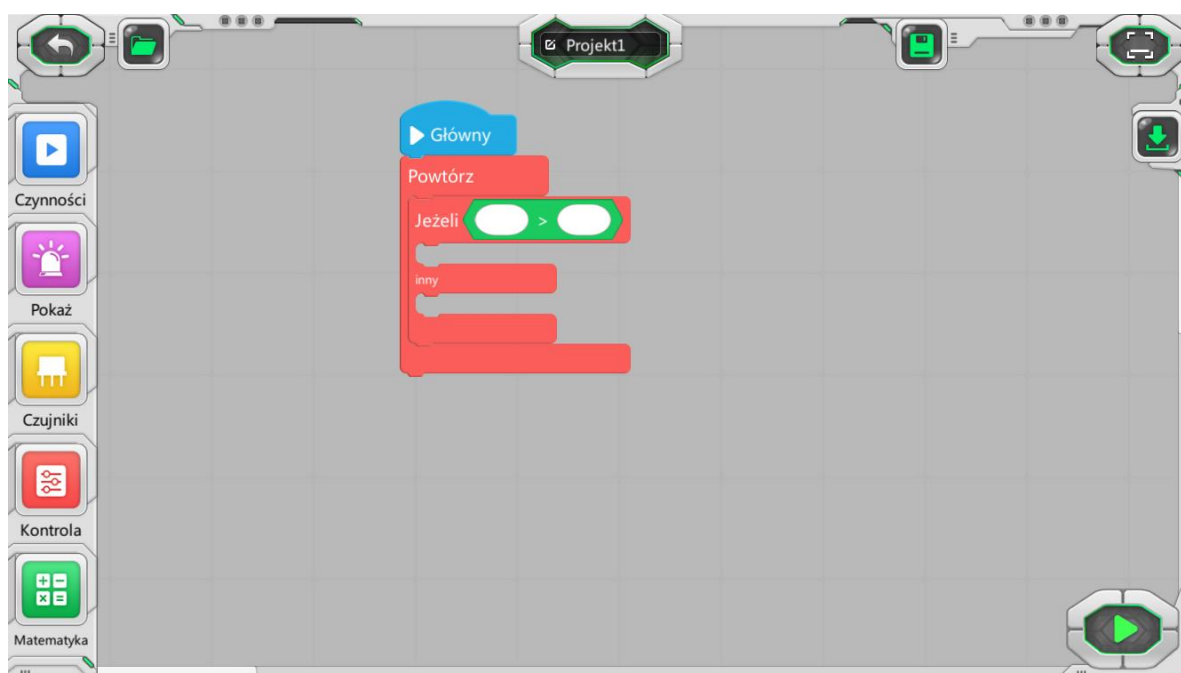 Projekt1
Główny
Powtórz
Jeżeli >
inny
Czynności
Pokaż
Czujniki
Kontrola
Matematyka